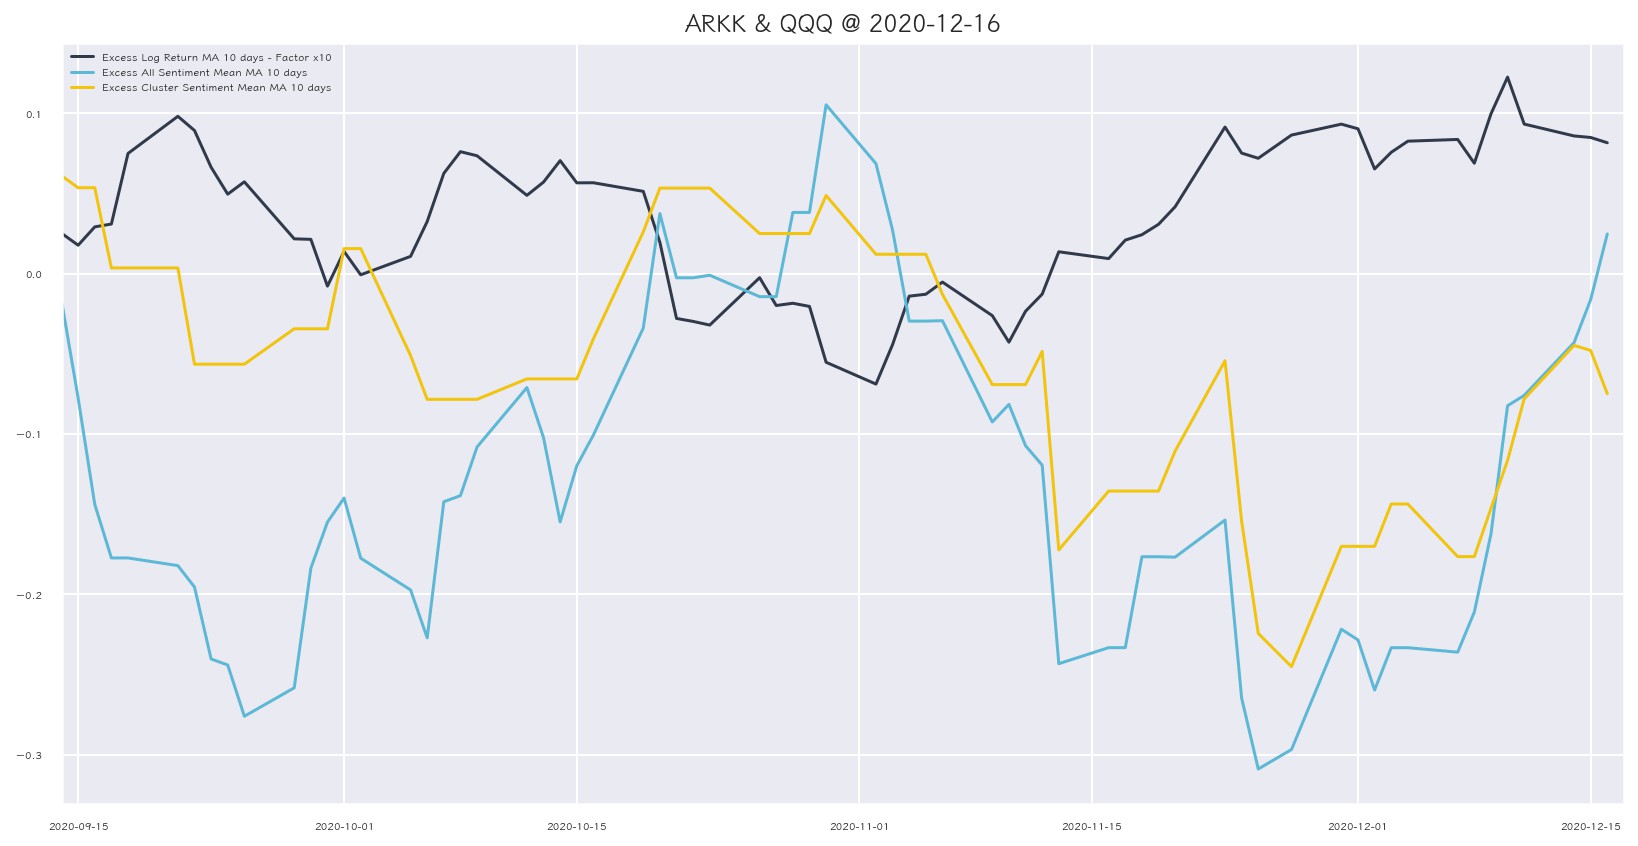 ARKK & QQQ @ 2020-12-16
Excess Log Return MA 10 days - Factor x10
Excess All Sentiment Mean MA 10 days
Excess Cluster Sentiment Mean MA 10 days
0.1
0.0
−0.1
−0.2
−0.3
2020-09-15 2020-10-01 2020-10-15 2020-11-01 2020-11-15 2020-12-01 2020-12-15